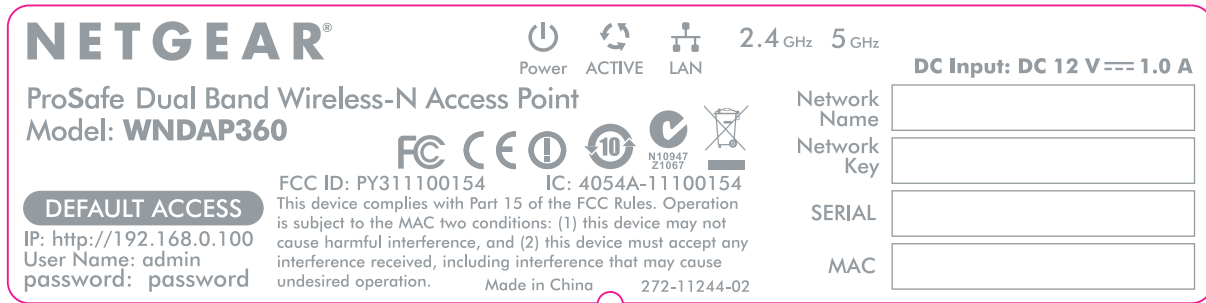 NETGEAR®
Power ACTIVE LAN 2.4 GHz 5 GHz
DC Input: DC 12 V ⎓ 1.0 A
ProSafe Dual Band Wireless-N Access Point
Model: WNDAP360
FC CE 10 N10947
Z1067
FCC ID: PY311100154 IC: 4054A-11100154
This device complies with Part 15 of the FCC Rules. Operation
is subject to the MAC two conditions: (1) this device may not
cause harmful interference, and (2) this device must accept any
interference received, including interference that may cause
undesired operation. Made in China 272-11244-02
DEFAULT ACCESS
IP: http://192.168.0.100
User Name: admin
password: password
Network
Name
Network
Key
SERIAL
MAC